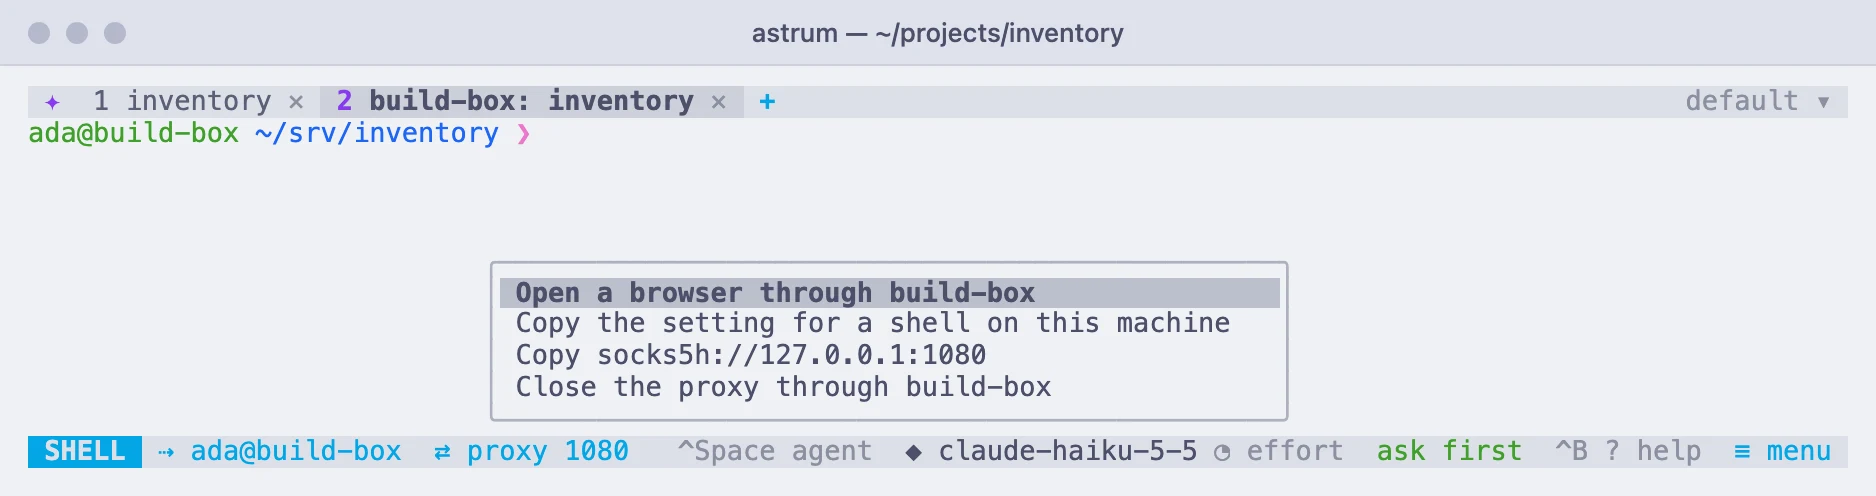 astrum — ~/projects/inventory
✦ 1 inventory × 2 build-box: inventory × + default ▾
ada@build-box ~/srv/inventory ❯
Open a browser through build-box
Copy the setting for a shell on this machine
Copy socks5h://127.0.0.1:1080
Close the proxy through build-box
SHELL ⇢ ada@build-box ⇄ proxy 1080 ^Space agent ◆ claude-haiku-5-5 ◔ effort ask first ^B ? help ≡ menu